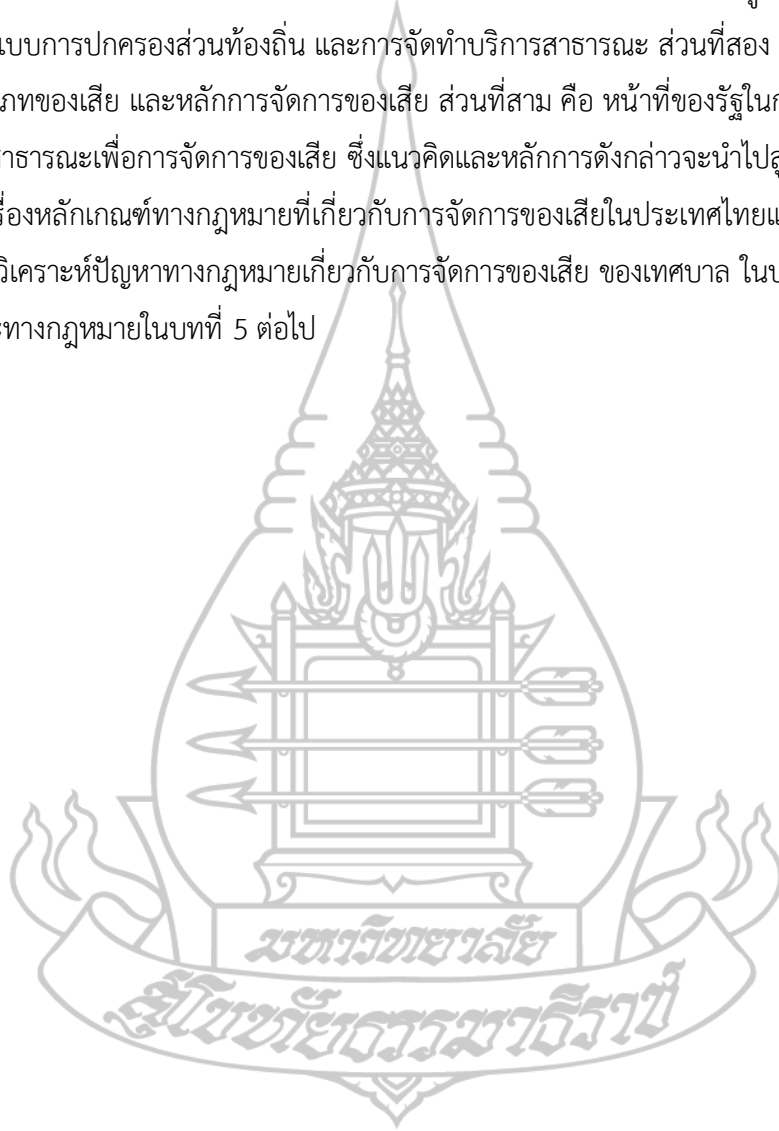 แบบการปกครองส่วนท้องถิ่น และการจัดทำบริการสาธารณะ ส่วนที่สอง
ภทของเสีย และหลักการจัดการของเสีย ส่วนที่สาม คือ หน้าที่ของรัฐในก
สาธารณะเพื่อการจัดการของเสีย ซึ่งแนวคิดและหลักการดังกล่าวจะนำไปสู
รื่องหลักเกณฑ์ทางกฎหมายที่เกี่ยวกับการจัดการของเสียในประเทศไทยแ
วิเคราะห์ปัญหาทางกฎหมายเกี่ยวกับการจัดการของเสีย ของเทศบาล ในบ
ะทางกฎหมายในบทที่ 5 ต่อไป
มหาวิทยาลัย
สุโขทัยธรรมาธิราช